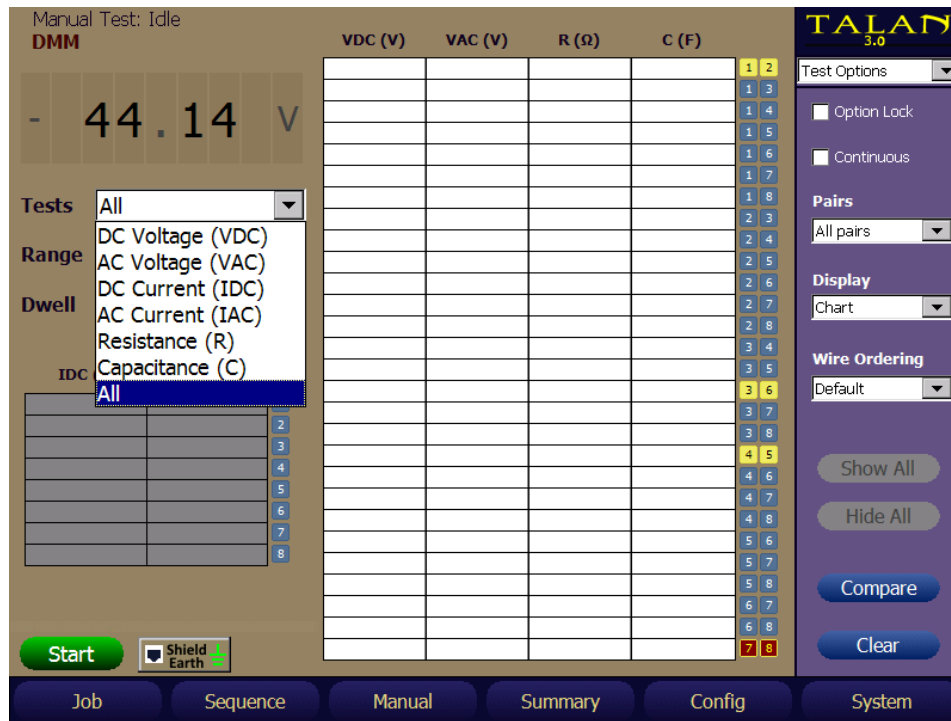 Manual Test: Idle
DMM
- 44.14 V
Tests All
DC Voltage (VDC)
AC Voltage (VAC)
DC Current (IDC)
AC Current (IAC)
Resistance (R)
Capacitance (C)
All
Range
Dwell
IDC (
2
3
4
5
6
7
8
Start
Shield
Earth
VDC (V) VAC (V) R (Ω) C (F)
1 2
1 3
1 4
1 5
1 6
1 7
1 8
2 3
2 4
2 5
2 6
2 7
2 8
3 4
3 5
3 6
3 7
3 8
4 5
4 6
4 7
4 8
5 6
5 7
5 8
6 7
6 8
7 8
TALAN
3.0
Test Options
Option Lock
Continuous
Pairs
All pairs
Display
Chart
Wire Ordering
Default
Show All
Hide All
Compare
Clear
Job Sequence Manual Summary Config System